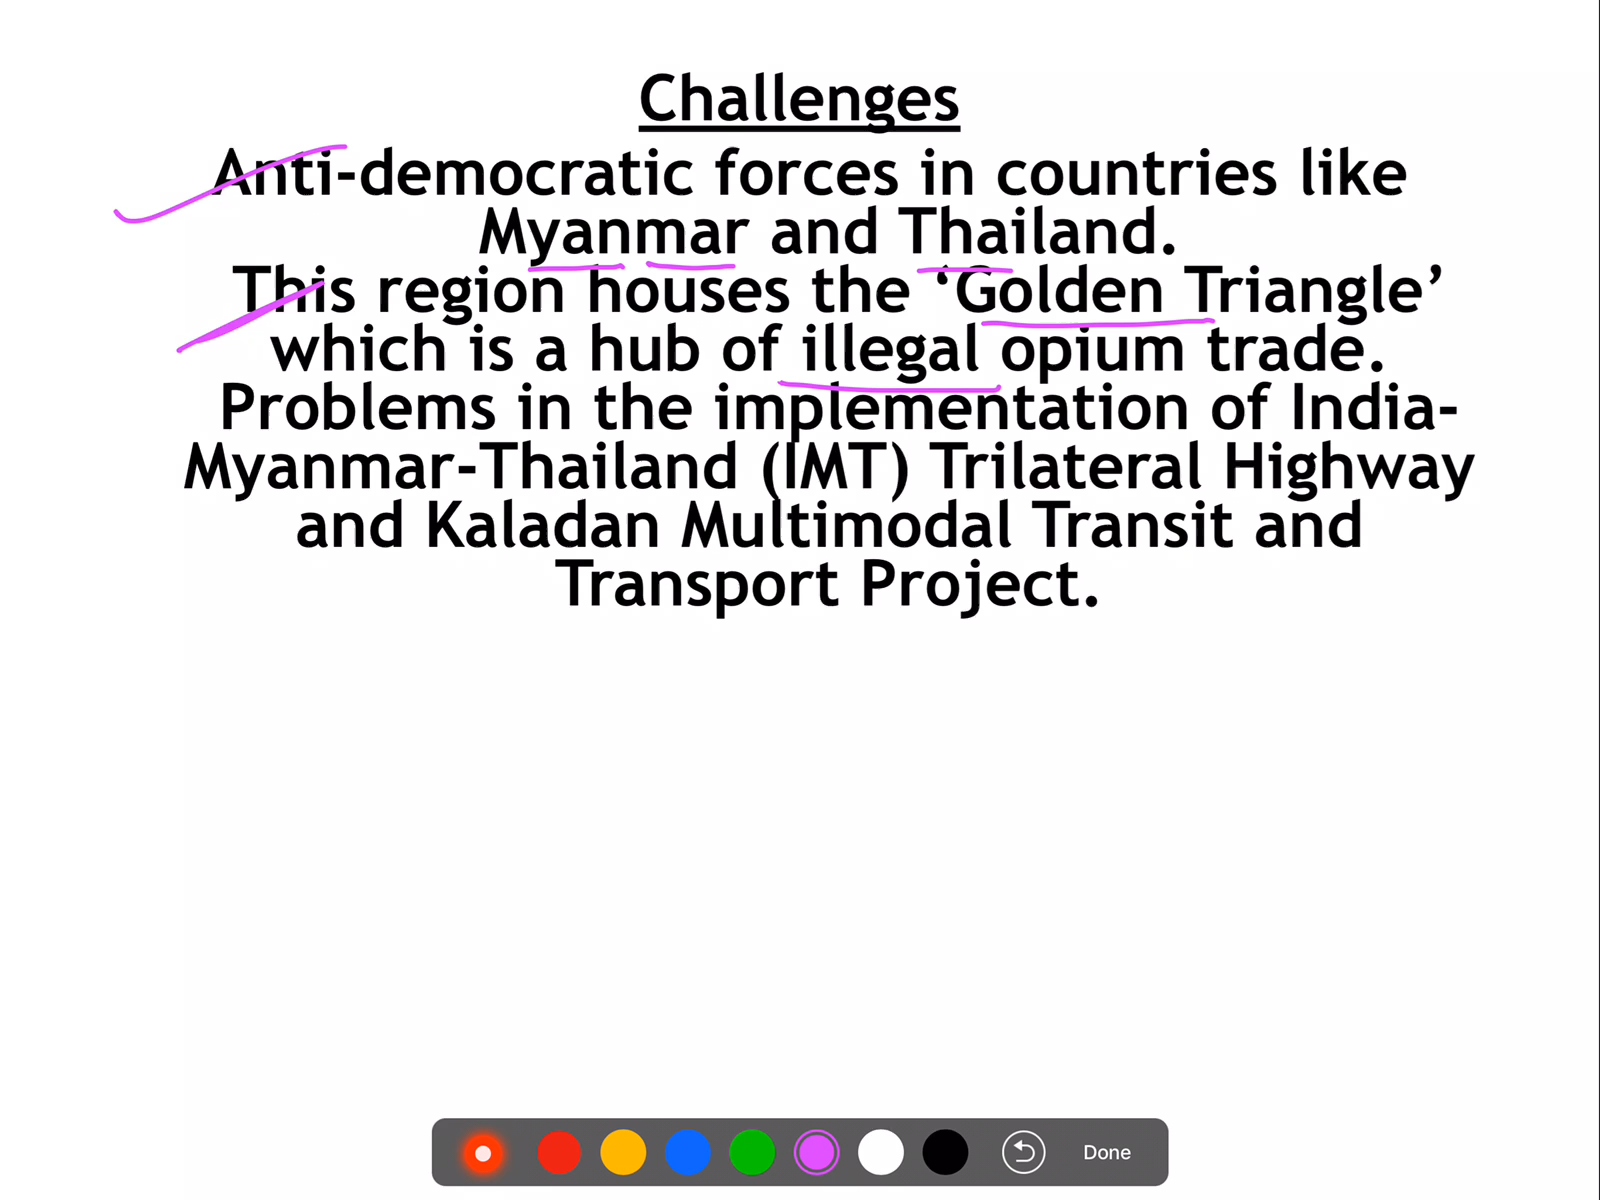 Challenges
Anti-democratic forces in countries like
Myanmar and Thailand.
This region houses the ‘Golden Triangle’
which is a hub of illegal opium trade.
Problems in the implementation of India-
Myanmar-Thailand (IMT) Trilateral Highway
and Kaladan Multimodal Transit and
Transport Project.
Done